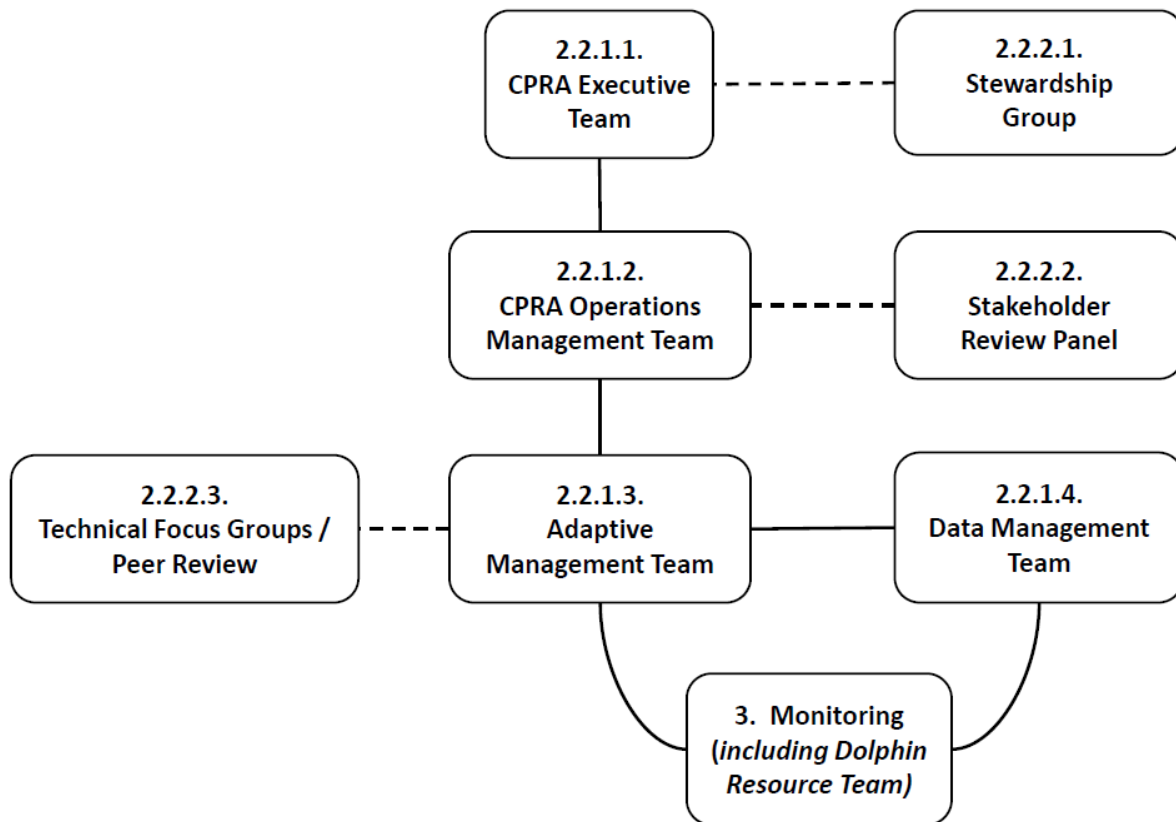 2.2.1.1.
CPRA Executive
Team
2.2.2.1.
Stewardship
Group
2.2.1.2.
CPRA Operations
Management Team
2.2.2.2.
Stakeholder
Review Panel
2.2.2.3.
Technical Focus Groups /
Peer Review
2.2.1.3.
Adaptive
Management Team
2.2.1.4.
Data Management
Team
3.  Monitoring
(including Dolphin
Resource Team)